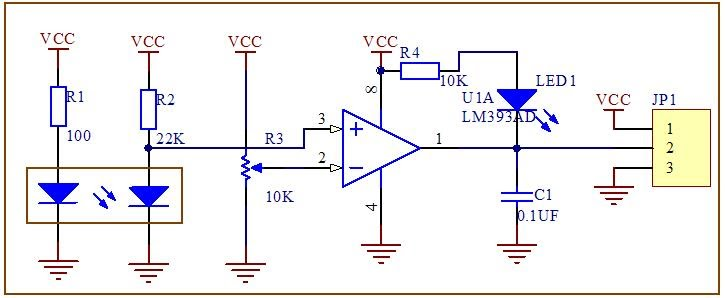 VCC
VCC
VCC
VCC
R4
10K
LED1
R1
R2
8
U1A
LM393AD
VCC
JP1
100
22K
R3
3
2
1
1
2
3
10K
4
C1
0.1UF